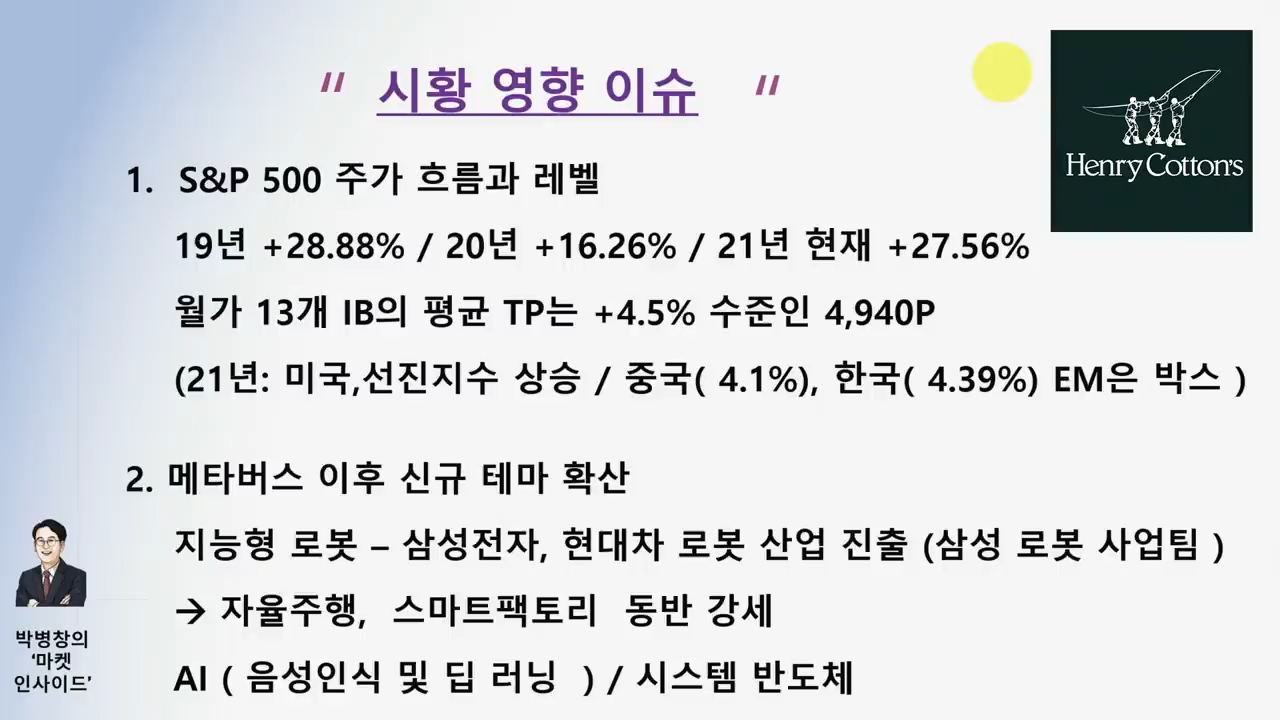 " 시황 영향 이슈 "
Henry Cotton's
1. S&P 500 주가 흐름과 레벨
19년 +28.88% / 20년 +16.26% / 21년 현재 +27.56%
월가 13개 IB의 평균 TP는 +4.5% 수준인 4,940P
(21년: 미국,선진지수 상승 / 중국( 4.1%), 한국( 4.39%) EM은 박스 )
2. 메타버스 이후 신규 테마 확산
지능형 로봇 – 삼성전자, 현대차 로봇 산업 진출 (삼성 로봇 사업팀 )
→ 자율주행, 스마트팩토리 동반 강세
AI ( 음성인식 및 딥 러닝 ) / 시스템 반도체
박병창의
‘마켓
인사이드’